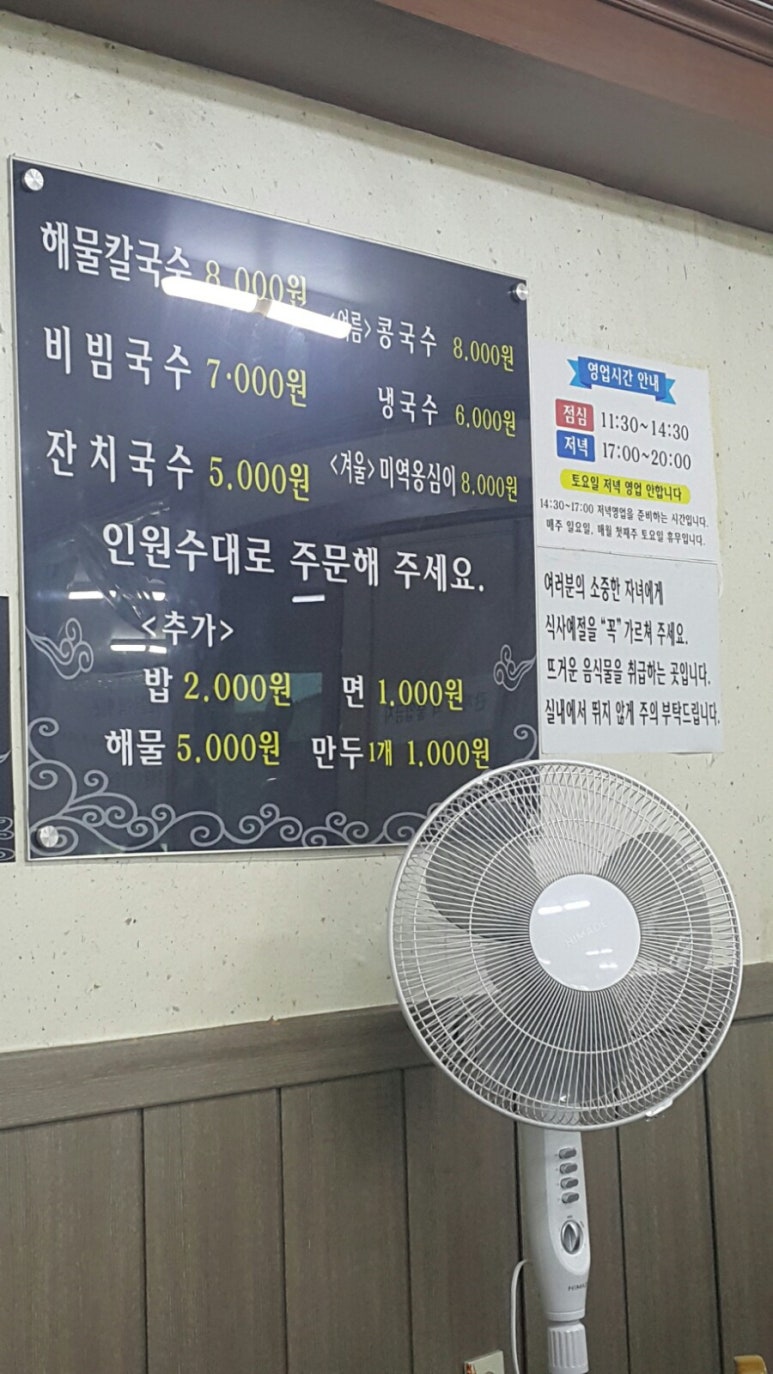 해물칼국수 8.000원
비빔국수 7.000원
잔치국수 5.000원
<여름> 콩국수 8.000원
냉국수 6.000원
<겨울> 미역옹심이 8.000원
인원수대로 주문해 주세요.
<추가>
밥 2.000원 면 1.000원
해물 5.000원 만두 1개 1.000원
영업시간 안내
점심 11:30~14:30
저녁 17:00~20:00
토요일 저녁 영업 안합니다
14:30~17:00 저녁영업을 준비하는 시간입니다.
매주 일요일, 매월 첫째주 토요일 휴무입니다.
여러분의 소중한 자녀에게
식사예절을 "꼭" 가르쳐 주세요.
뜨거운 음식물을 취급하는 곳입니다.
실내에서 뛰지 않게 주의 부탁드립니다.